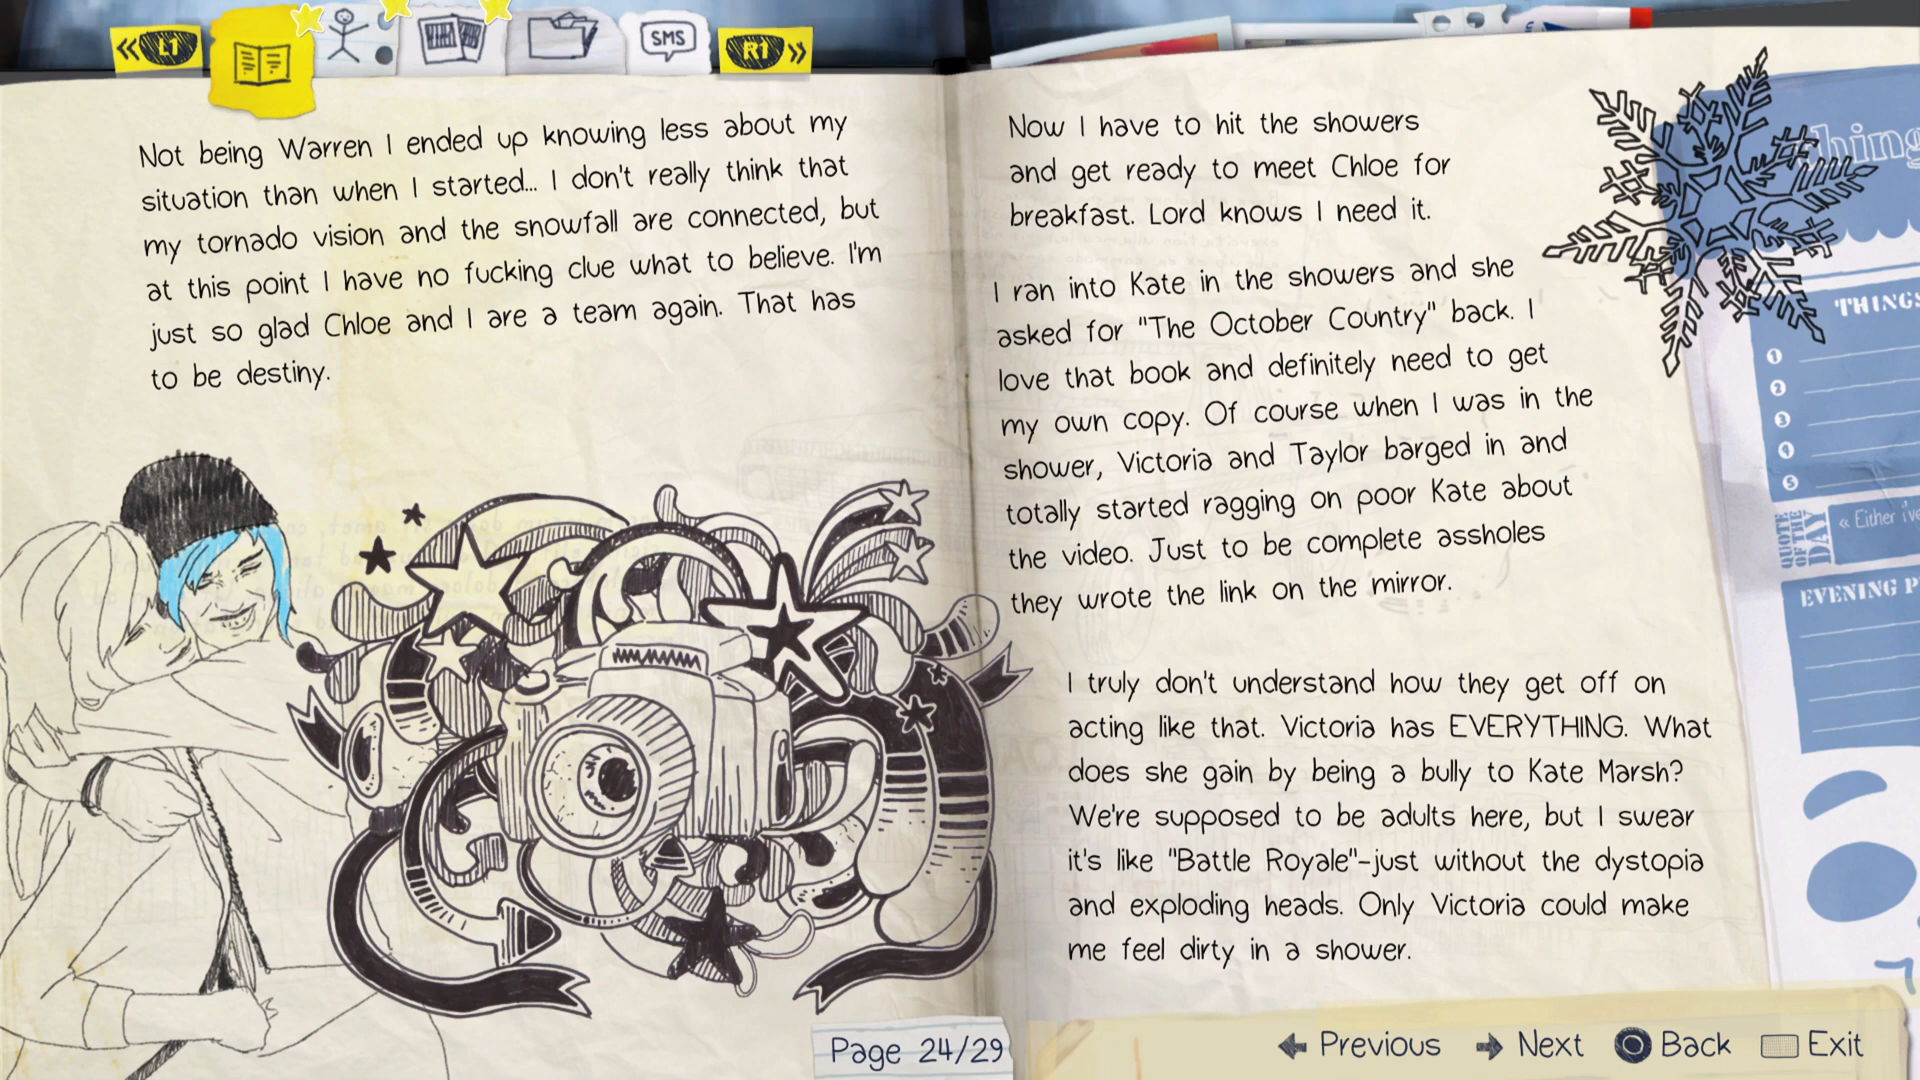 L1
SMS
R1
Not being Warren I ended up knowing less about my
situation than when I started... I don't really think that
my tornado vision and the snowfall are connected, but
at this point I have no fucking clue what to believe. I'm
just so glad Chloe and I are a team again. That has
to be destiny.
Now I have to hit the showers
and get ready to meet Chloe for
breakfast. Lord knows I need it.
I ran into Kate in the showers and she
asked for "The October Country" back. I
love that book and definitely need to get
my own copy. Of course when I was in the
shower, Victoria and Taylor barged in and
totally started ragging on poor Kate about
the video. Just to be complete assholes
they wrote the link on the mirror.
I truly don't understand how they get off on
acting like that. Victoria has EVERYTHING. What
does she gain by being a bully to Kate Marsh?
We're supposed to be adults here, but I swear
it's like "Battle Royale"-just without the dystopia
and exploding heads. Only Victoria could make
me feel dirty in a shower.
THINGS
1
2
3
4
5
QUOTE
OF THE
DAY
« Either i've
EVENING P
Page 24/29
Previous
Next
Back
Exit